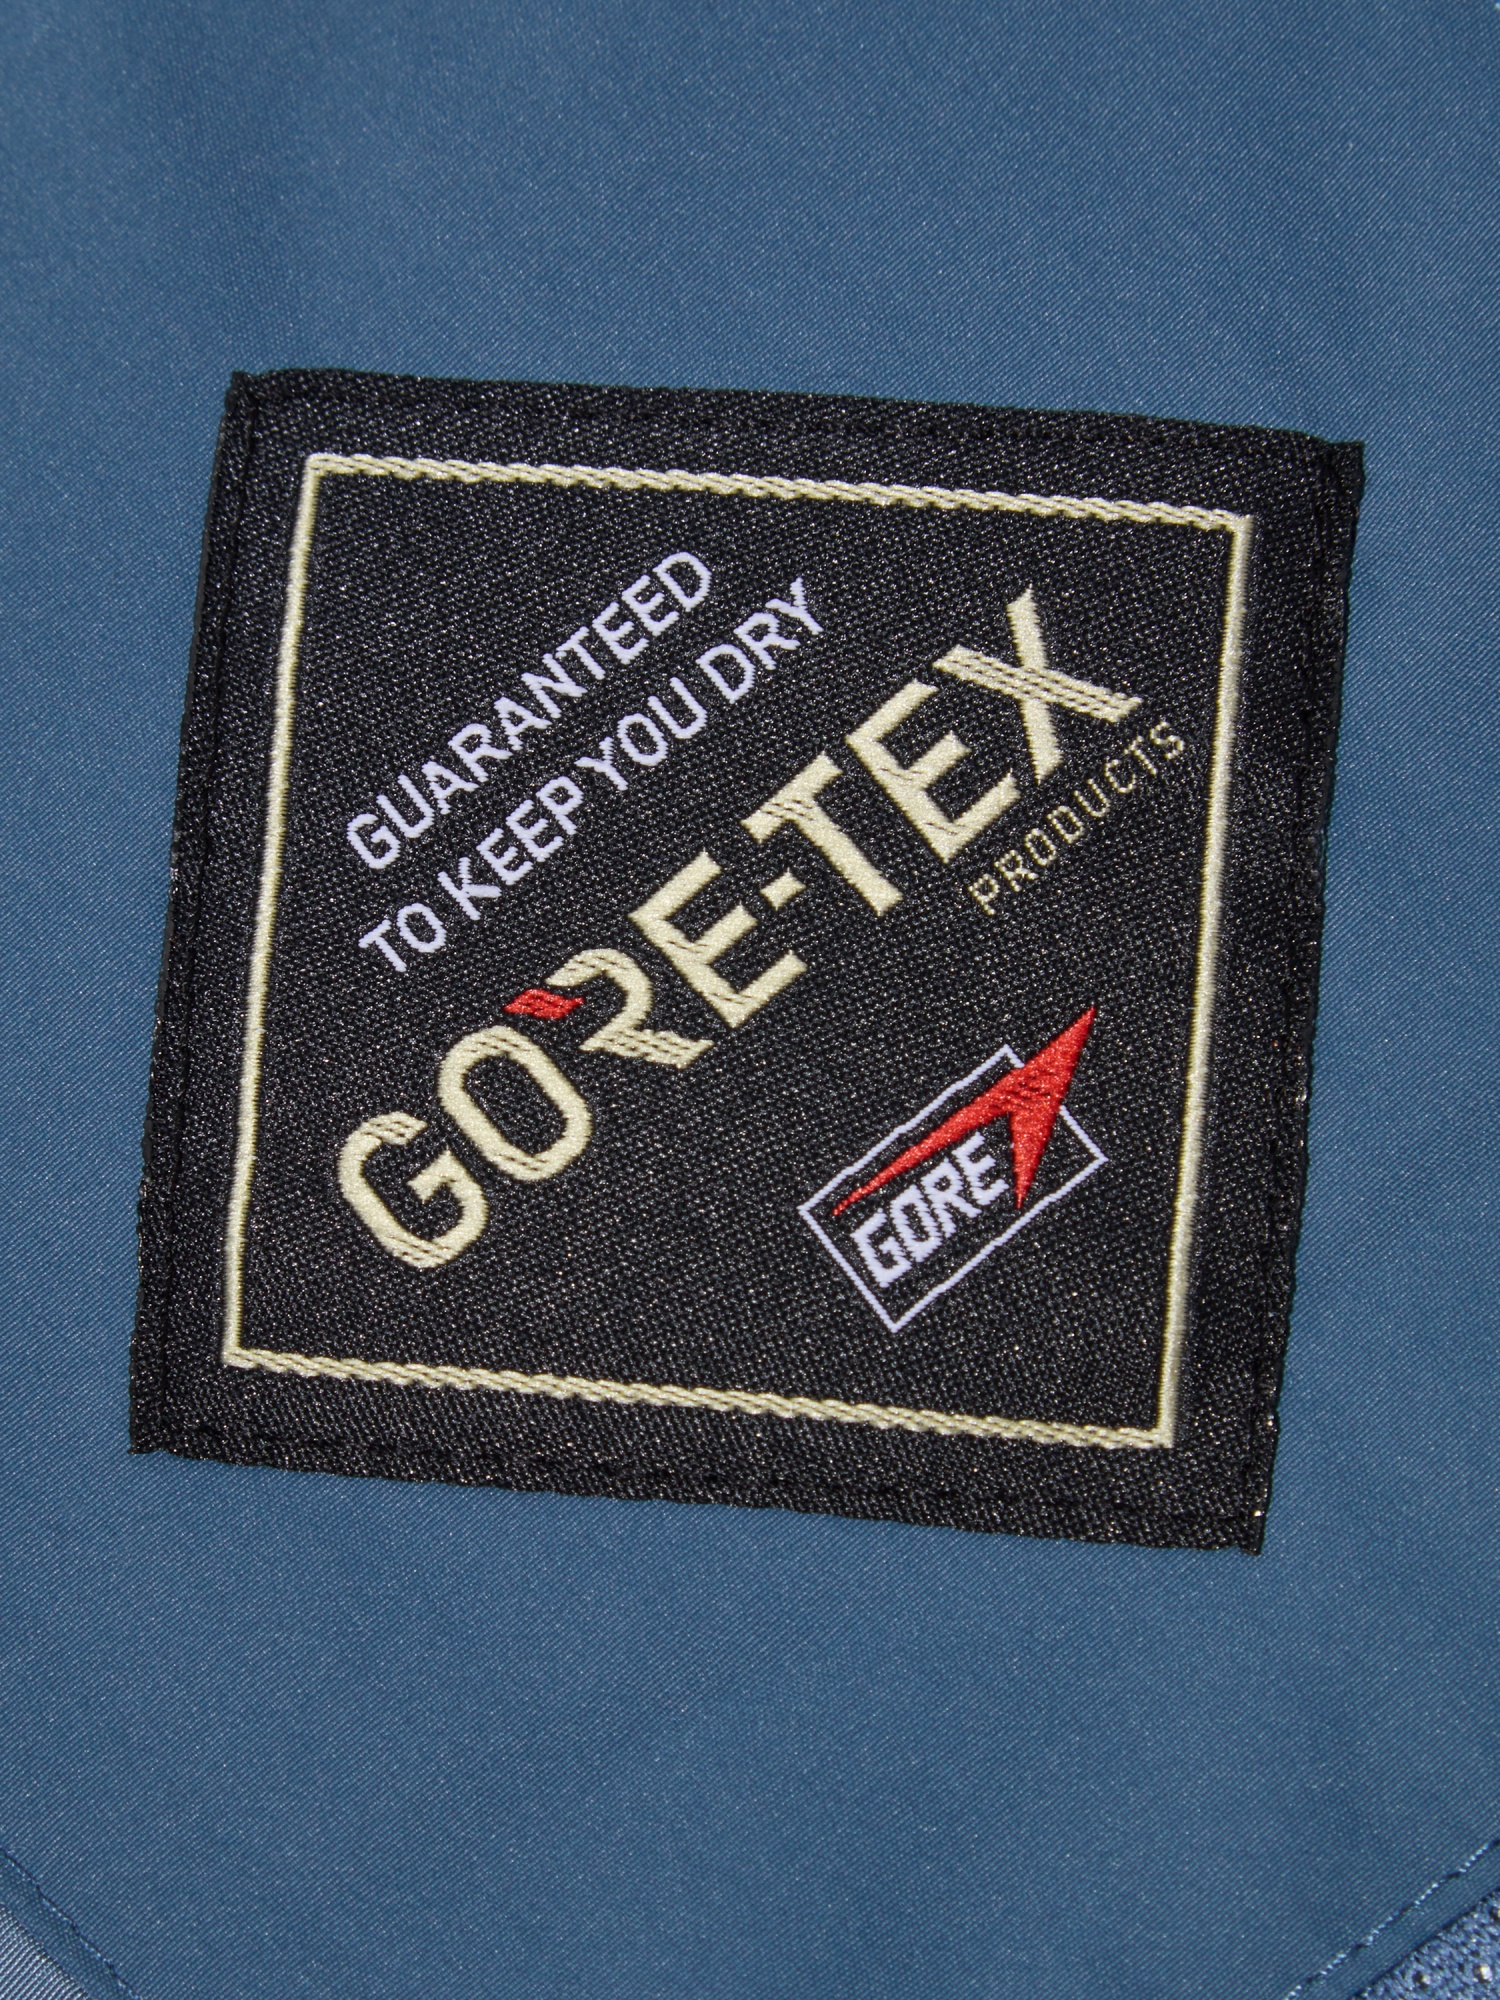 GUARANTEED
TO KEEP YOU DRY
GORE-TEX
PRODUCTS
GORE